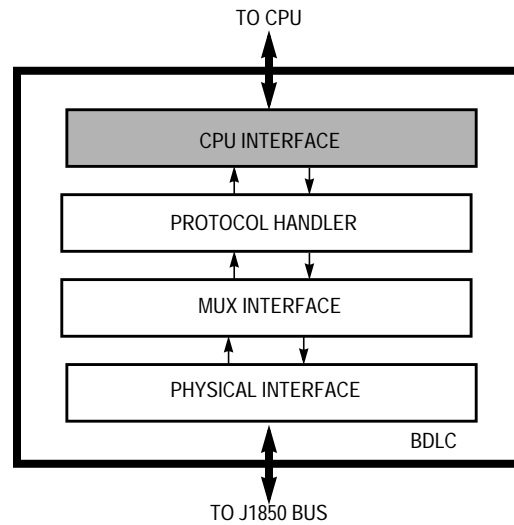 TO CPU
CPU INTERFACE
PROTOCOL HANDLER
MUX INTERFACE
PHYSICAL INTERFACE
BDLC
TO J1850 BUS